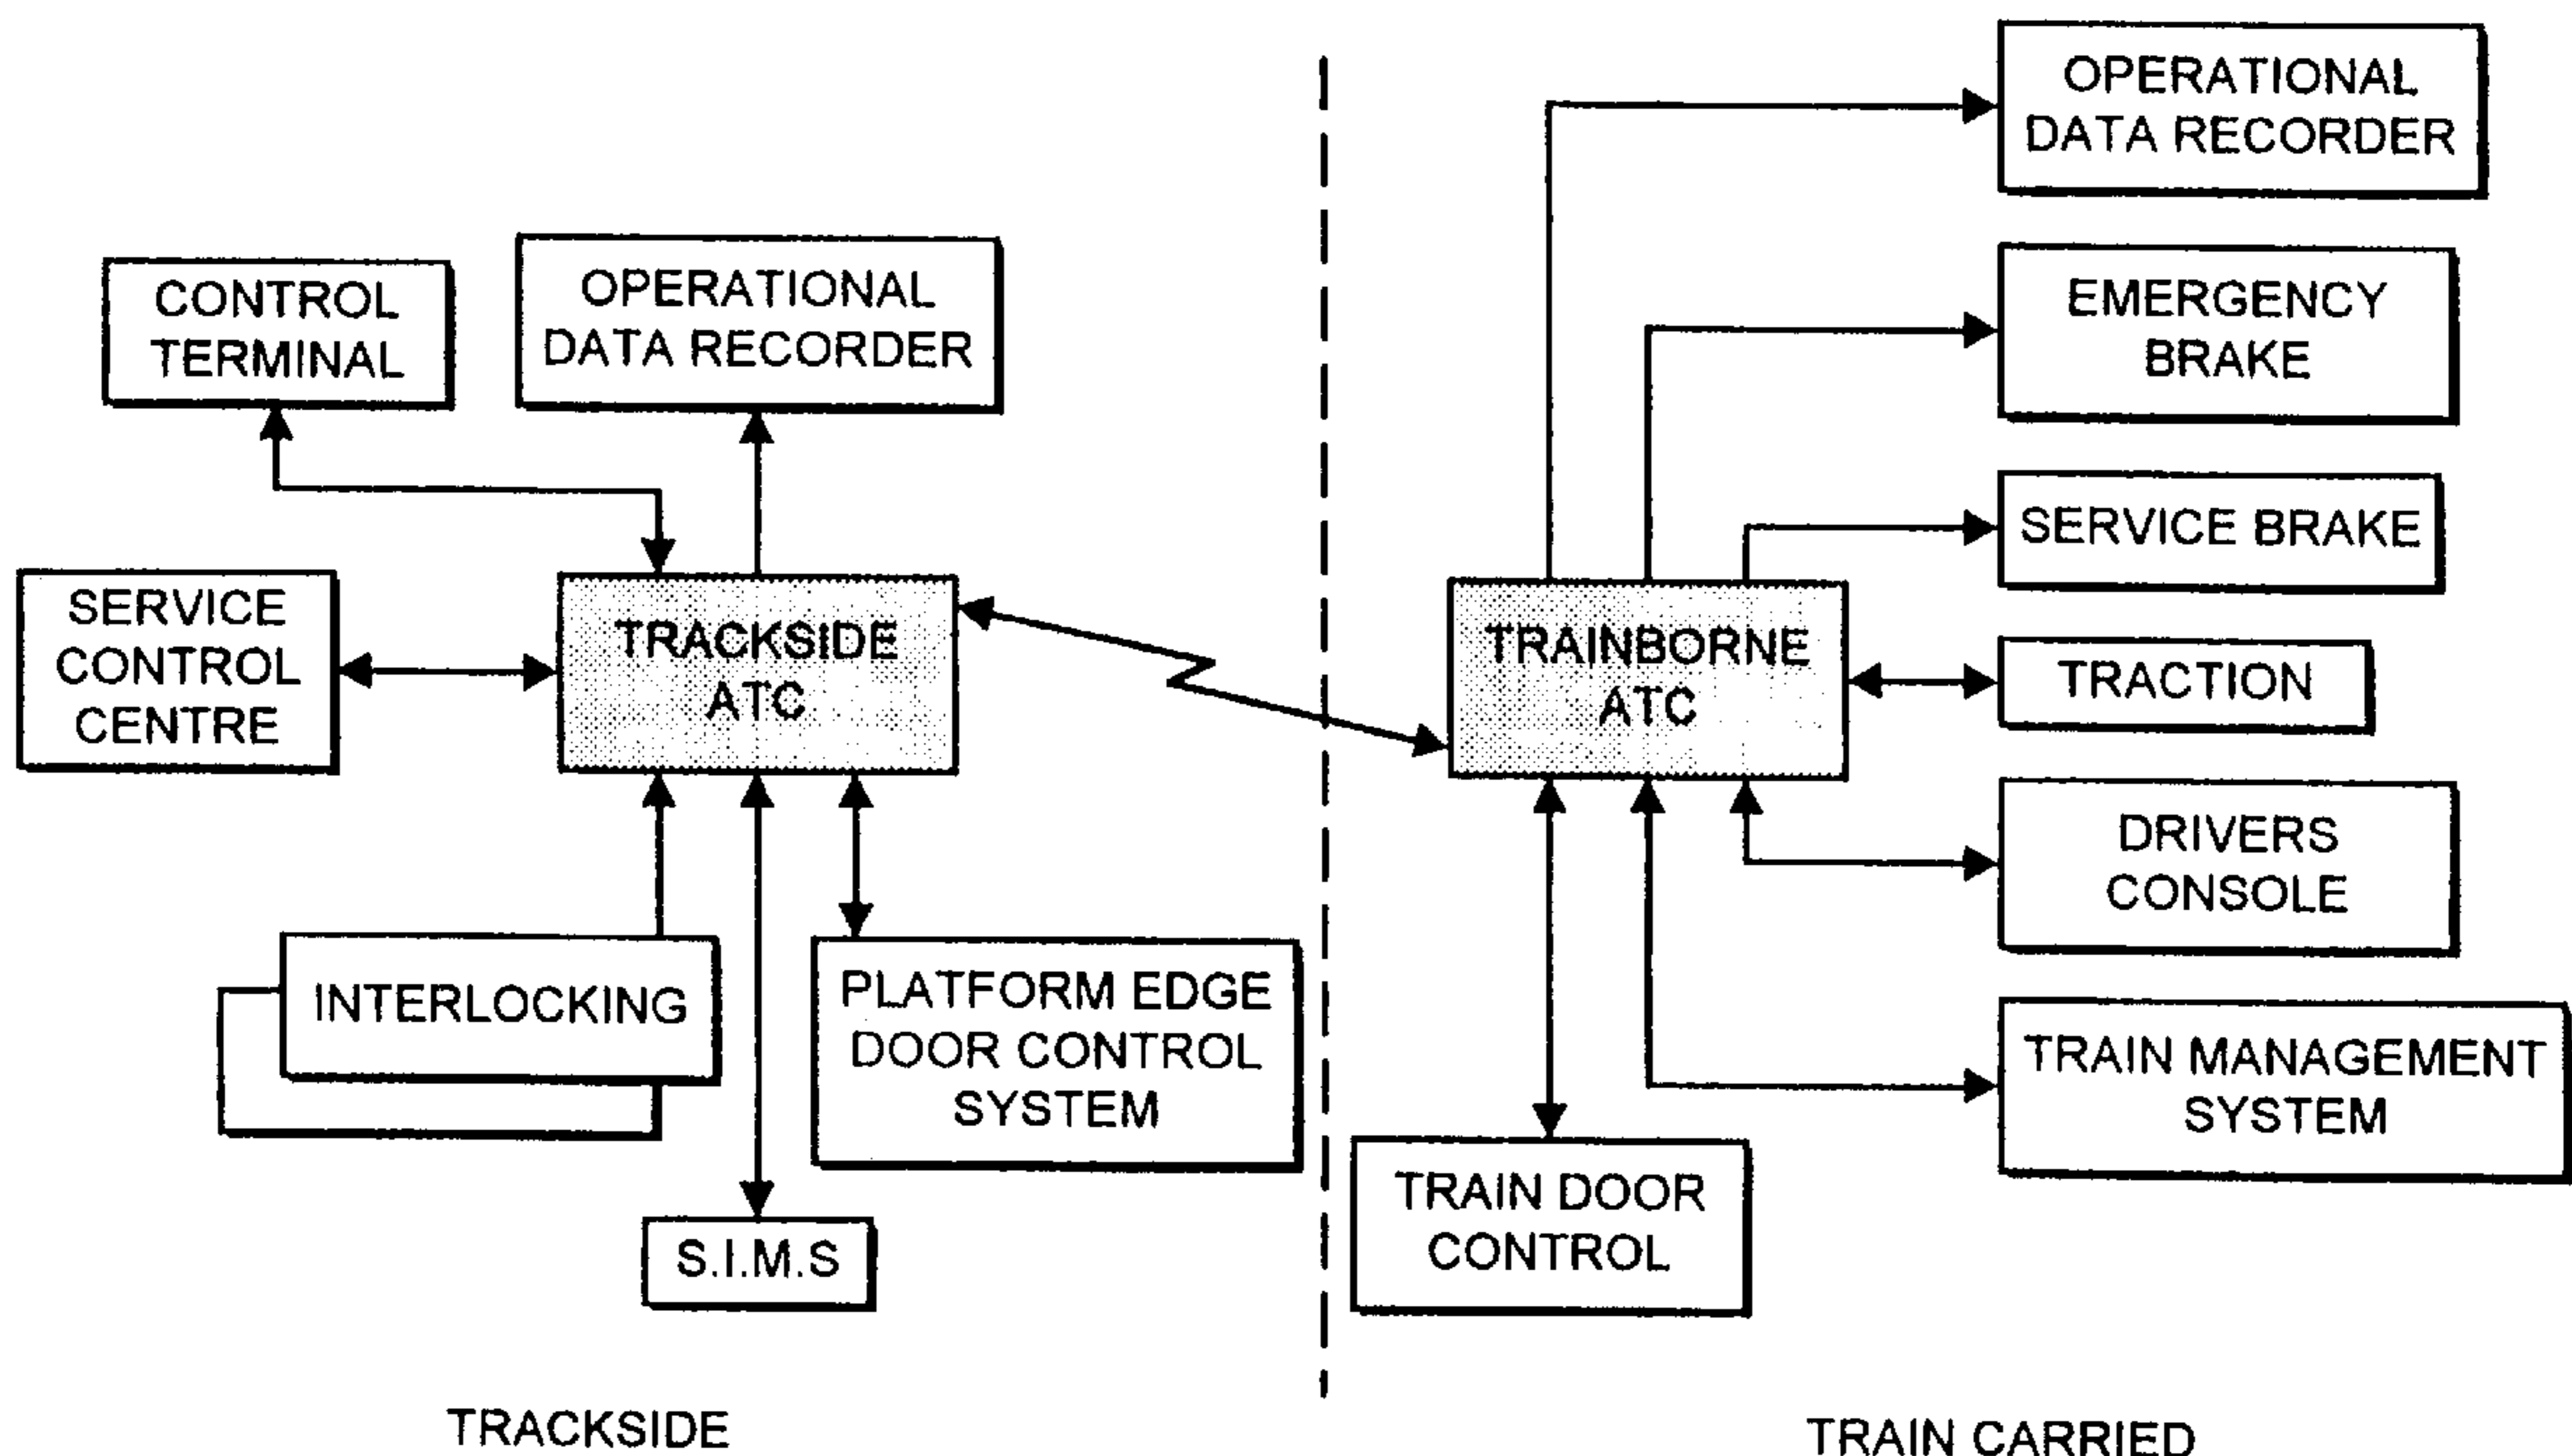 OPERATIONAL
DATA RECORDER
CONTROL
TERMINAL
OPERATIONAL
DATA RECORDER
EMERGENCY
BRAKE
SERVICE BRAKE
SERVICE
CONTROL
CENTRE
TRACKSIDE
ATC
TRAINBORNE
ATC
TRACTION
DRIVERS
CONSOLE
INTERLOCKING
PLATFORM EDGE
DOOR CONTROL
SYSTEM
TRAIN MANAGEMENT
SYSTEM
TRAIN DOOR
CONTROL
S.I.M.S
TRACKSIDE
TRAIN CARRIED